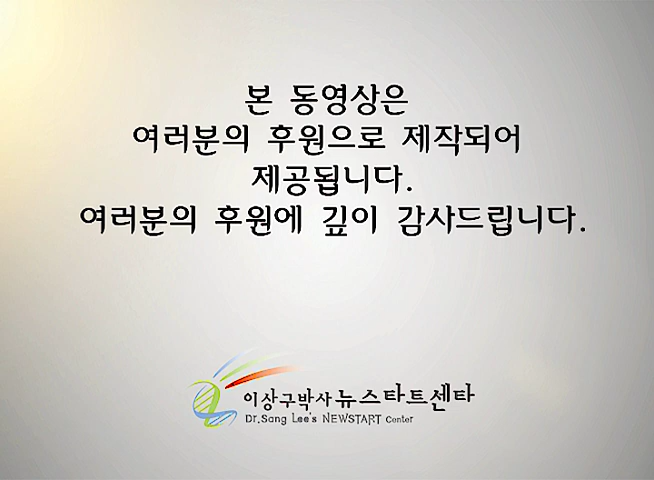 본 동영상은
여러분의 후원으로 제작되어
제공됩니다.
여러분의 후원에 깊이 감사드립니다.
이상구박사 뉴스타트센타
Dr.Sang Lee's NEWSTART Center